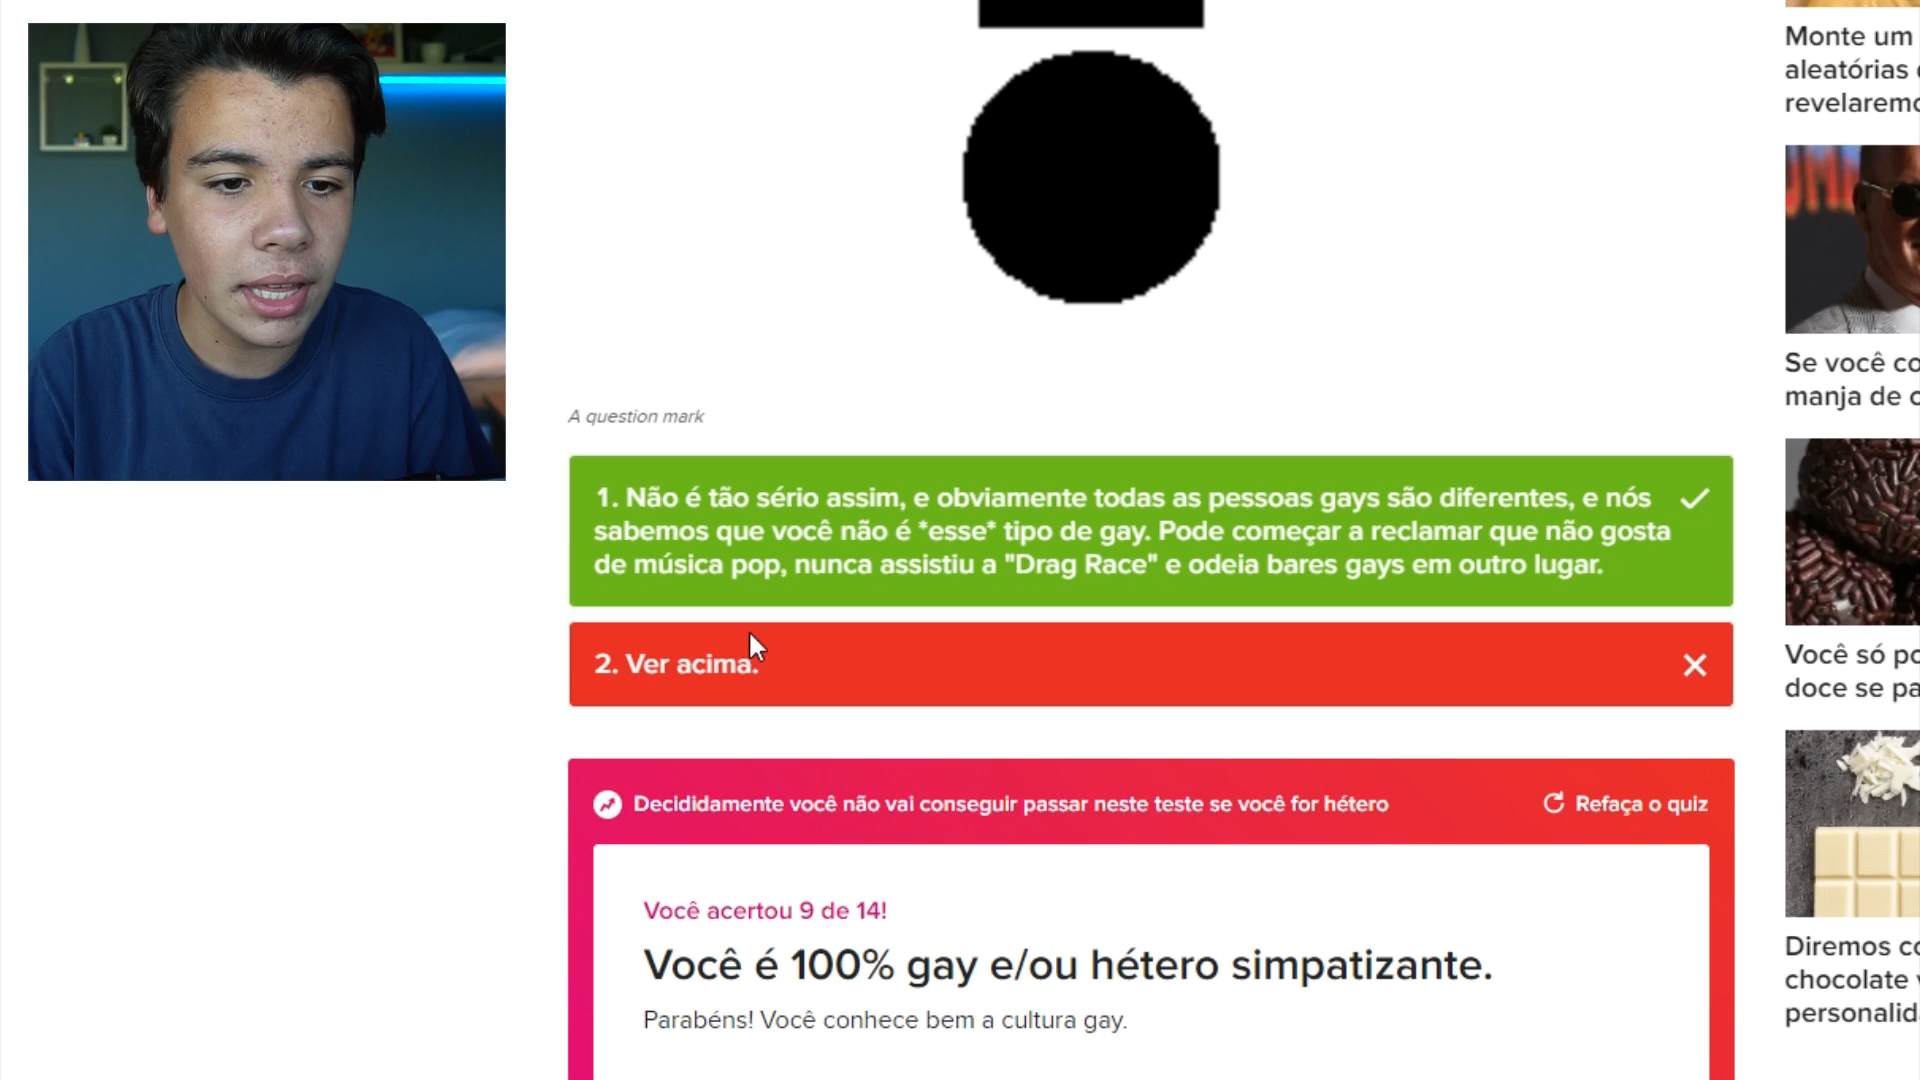 A question mark
1. Não é tão sério assim, e obviamente todas as pessoas gays são diferentes, e nós
sabemos que você não é *esse* tipo de gay. Pode começar a reclamar que não gosta
de música pop, nunca assistiu a "Drag Race" e odeia bares gays em outro lugar.
2. Ver acima.
Decididamente você não vai conseguir passar neste teste se você for hétero
Refaça o quiz
Você acertou 9 de 14!
Você é 100% gay e/ou hétero simpatizante.
Parabéns! Você conhece bem a cultura gay.
Monte um
aleatórias
revelaremo
Se você co
manja de
Você só po
doce se pa
Diremos co
chocolate
personalid